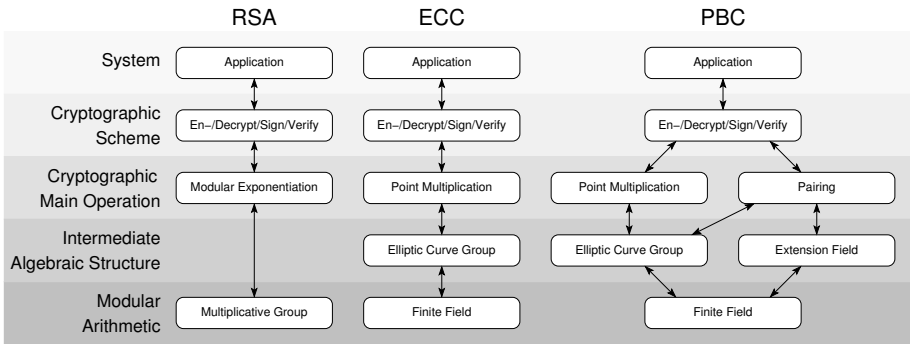 RSA ECC PBC
System Application Application Application
Cryptographic
Scheme
En−/Decrypt/Sign/Verify En−/Decrypt/Sign/Verify En−/Decrypt/Sign/Verify
Cryptographic
Main Operation
Modular Exponentiation Point Multiplication Point Multiplication Pairing
Intermediate
Algebraic Structure
Elliptic Curve Group Elliptic Curve Group Extension Field
Modular
Arithmetic
Multiplicative Group Finite Field Finite Field